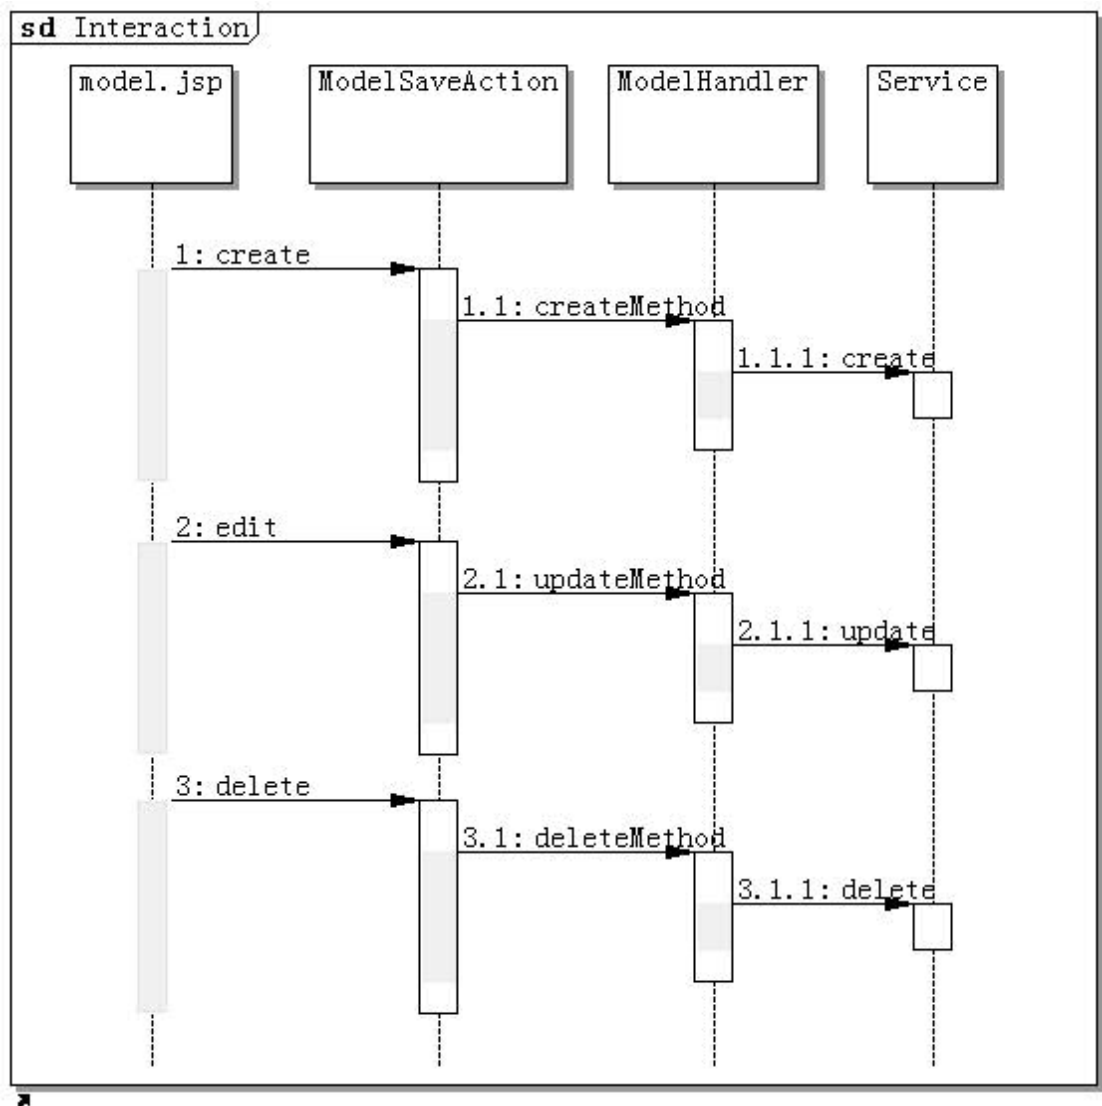 sd Interaction
model.jsp
ModelSaveAction
ModelHandler
Service
1: create
1.1: createMethod
1.1.1: create
2: edit
2.1: updateMethod
2.1.1: update
3: delete
3.1: deleteMethod
3.1.1: delete